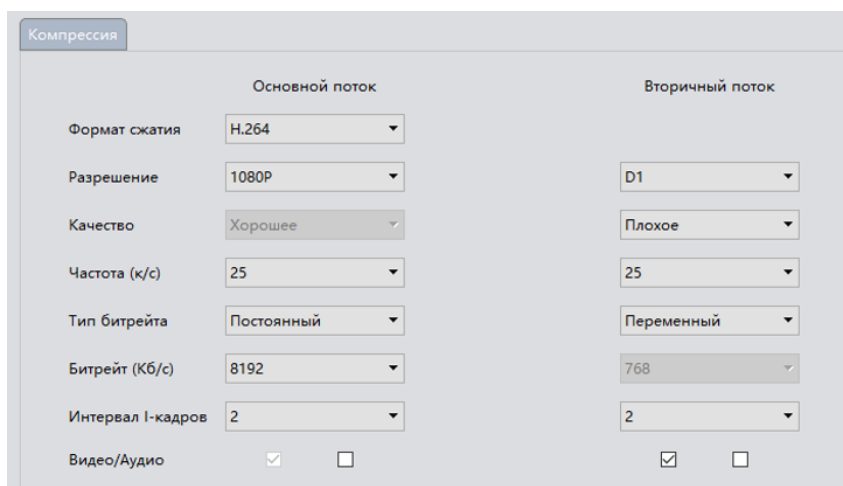 Компрессия
Основной поток Вторичный поток
Формат сжатия H.264
Разрешение 1080P D1
Качество Хорошее Плохое
Частота (к/с) 25 25
Тип битрейта Постоянный Переменный
Битрейт (Кб/с) 8192 768
Интервал I-кадров 2 2
Видео/Аудио